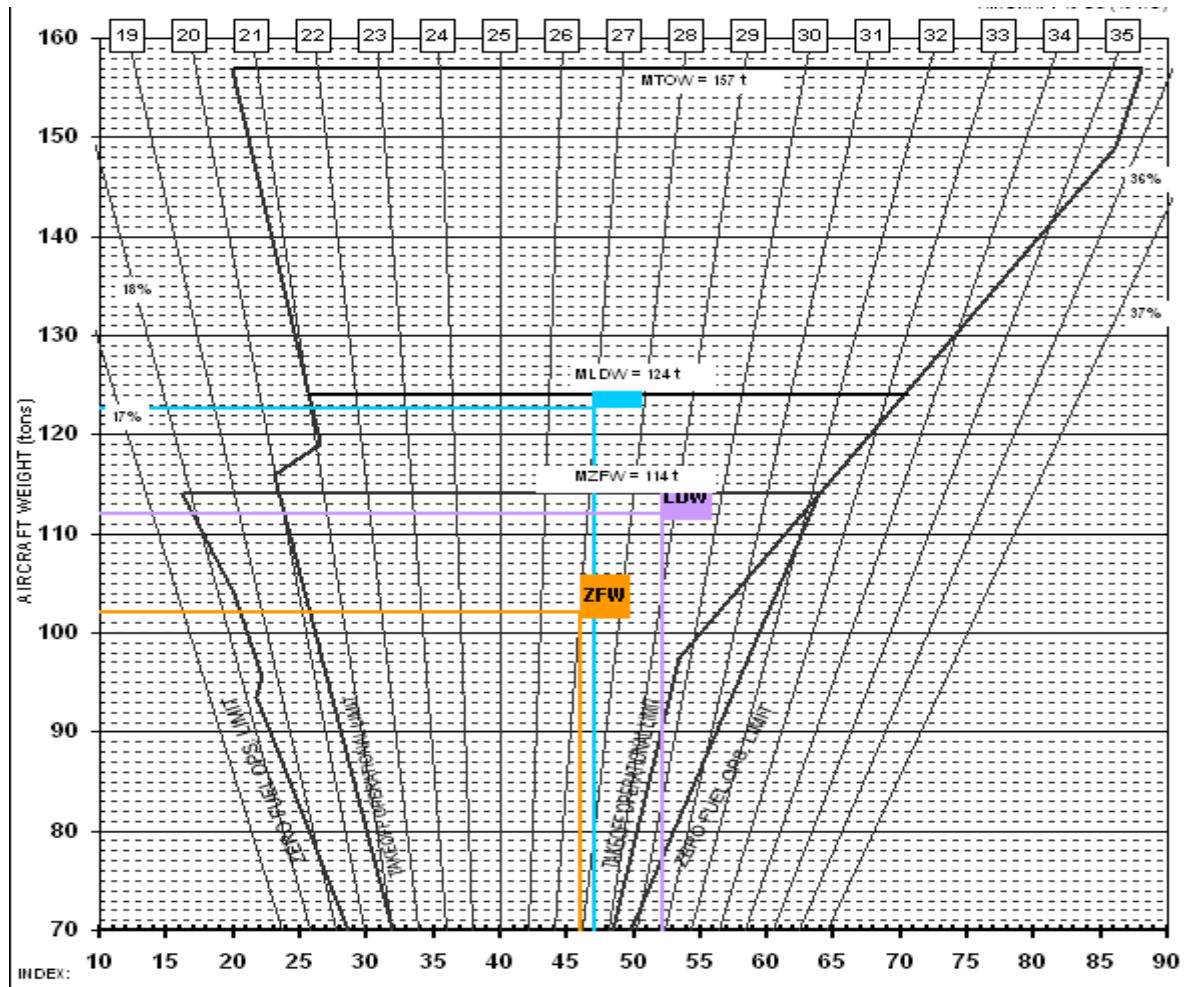 160
19 20 21 22 23 24 25 26 27 28 29 30 31 32 33 34 35
MTOW = 157 t
150
36%
140
18%
37%
130
MLDW = 124 t
17%
120
MZFW = 114 t
LDW
110
ZFW
100
90
80
70
AIRCRAFT WEIGHT (tons)
ZERO FUEL OPS. LIMIT
TAKEOFF OPERATIONAL LIMIT
TAKEOFF OPERATIONAL LIMIT
ZERO FUEL OPS. LIMIT
10 15 20 25 30 35 40 45 50 55 60 65 70 75 80 85 90
INDEX: